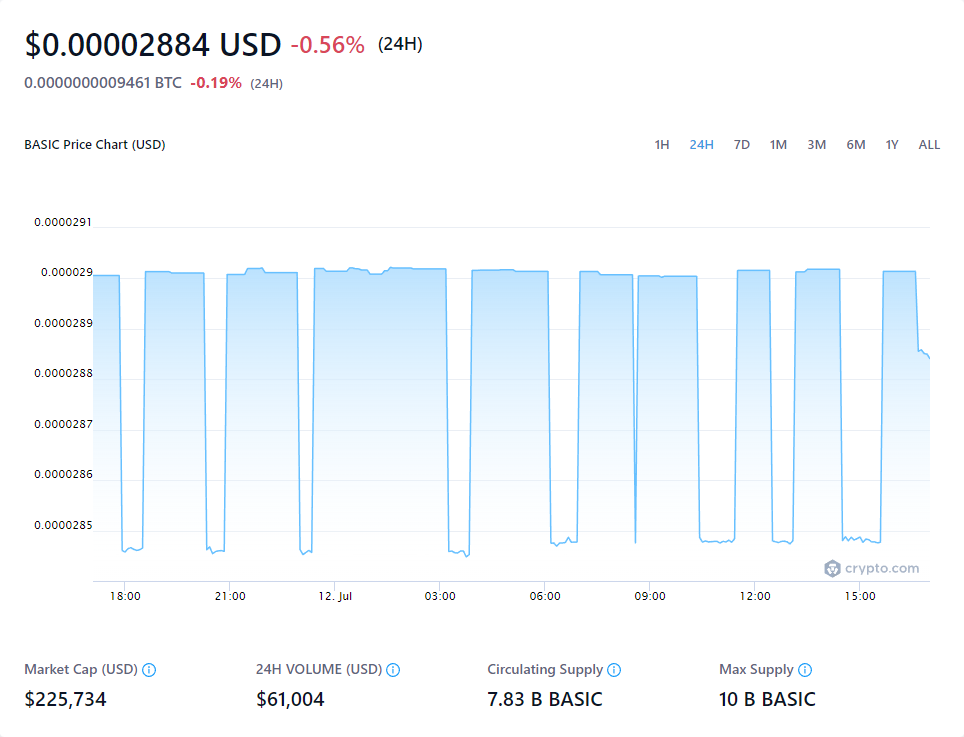 $0.00002884 USD -0.56% (24H)
0.0000000009461 BTC -0.19% (24H)
BASIC Price Chart (USD) 1H 24H 7D 1M 3M 6M 1Y ALL
0.0000291
0.000029
0.0000289
0.0000288
0.0000287
0.0000286
0.0000285
crypto.com
18:00 21:00 12. Jul 03:00 06:00 09:00 12:00 15:00
Market Cap (USD) 24H VOLUME (USD) Circulating Supply Max Supply
$225,734 $61,004 7.83 B BASIC 10 B BASIC